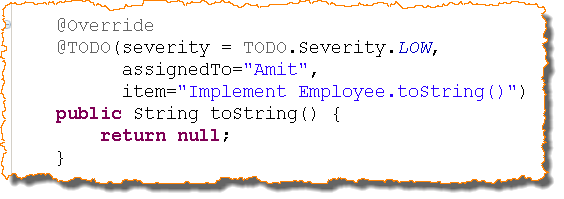 @Override
@TODO(severity = TODO.Severity.LOW,
assignedTo="Amit",
item="Implement Employee.toString()")
public String toString() {
return null;
}